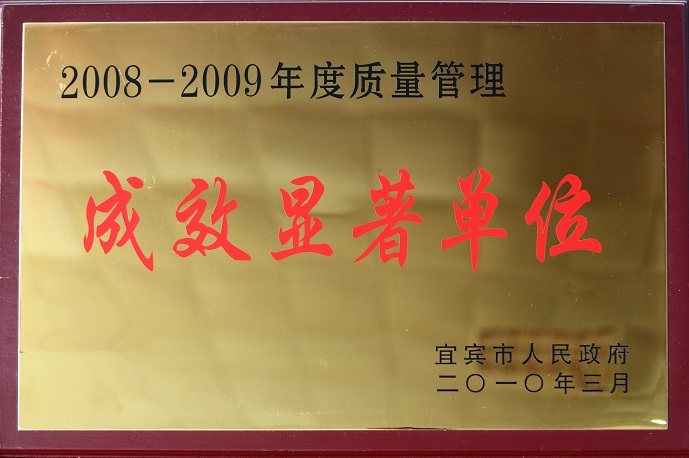 2008－2009年度质量管理
成效显著单位
宜宾市人民政府
二〇一〇年三月